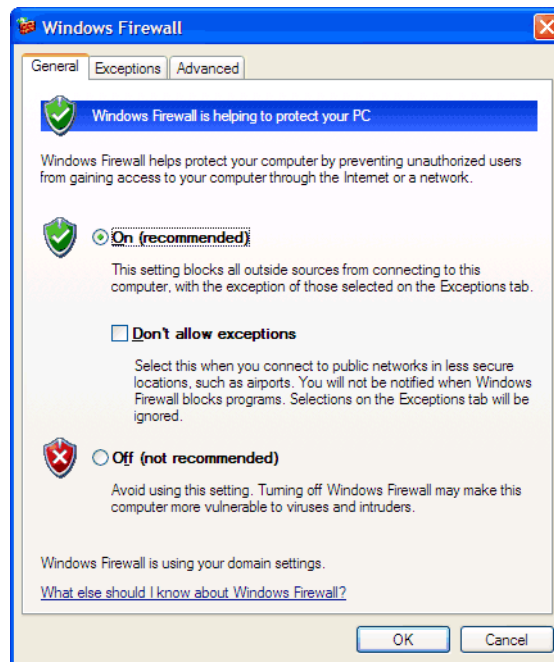 Windows Firewall
General Exceptions Advanced
Windows Firewall is helping to protect your PC
Windows Firewall helps protect your computer by preventing unauthorized users
from gaining access to your computer through the Internet or a network.
On (recommended)
This setting blocks all outside sources from connecting to this
computer, with the exception of those selected on the Exceptions tab.
Don't allow exceptions
Select this when you connect to public networks in less secure
locations, such as airports. You will not be notified when Windows
Firewall blocks programs. Selections on the Exceptions tab will be
ignored.
Off (not recommended)
Avoid using this setting. Turning off Windows Firewall may make this
computer more vulnerable to viruses and intruders.
Windows Firewall is using your domain settings.
What else should I know about Windows Firewall?
OK Cancel